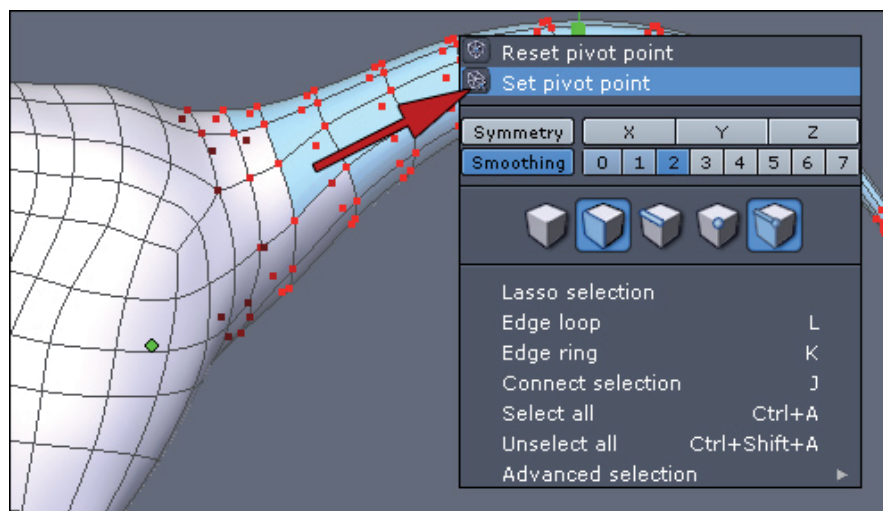 Reset pivot point
Set pivot point
Symmetry X Y Z
Smoothing 0 1 2 3 4 5 6 7
Lasso selection
Edge loop L
Edge ring K
Connect selection J
Select all Ctrl+A
Unselect all Ctrl+Shift+A
Advanced selection